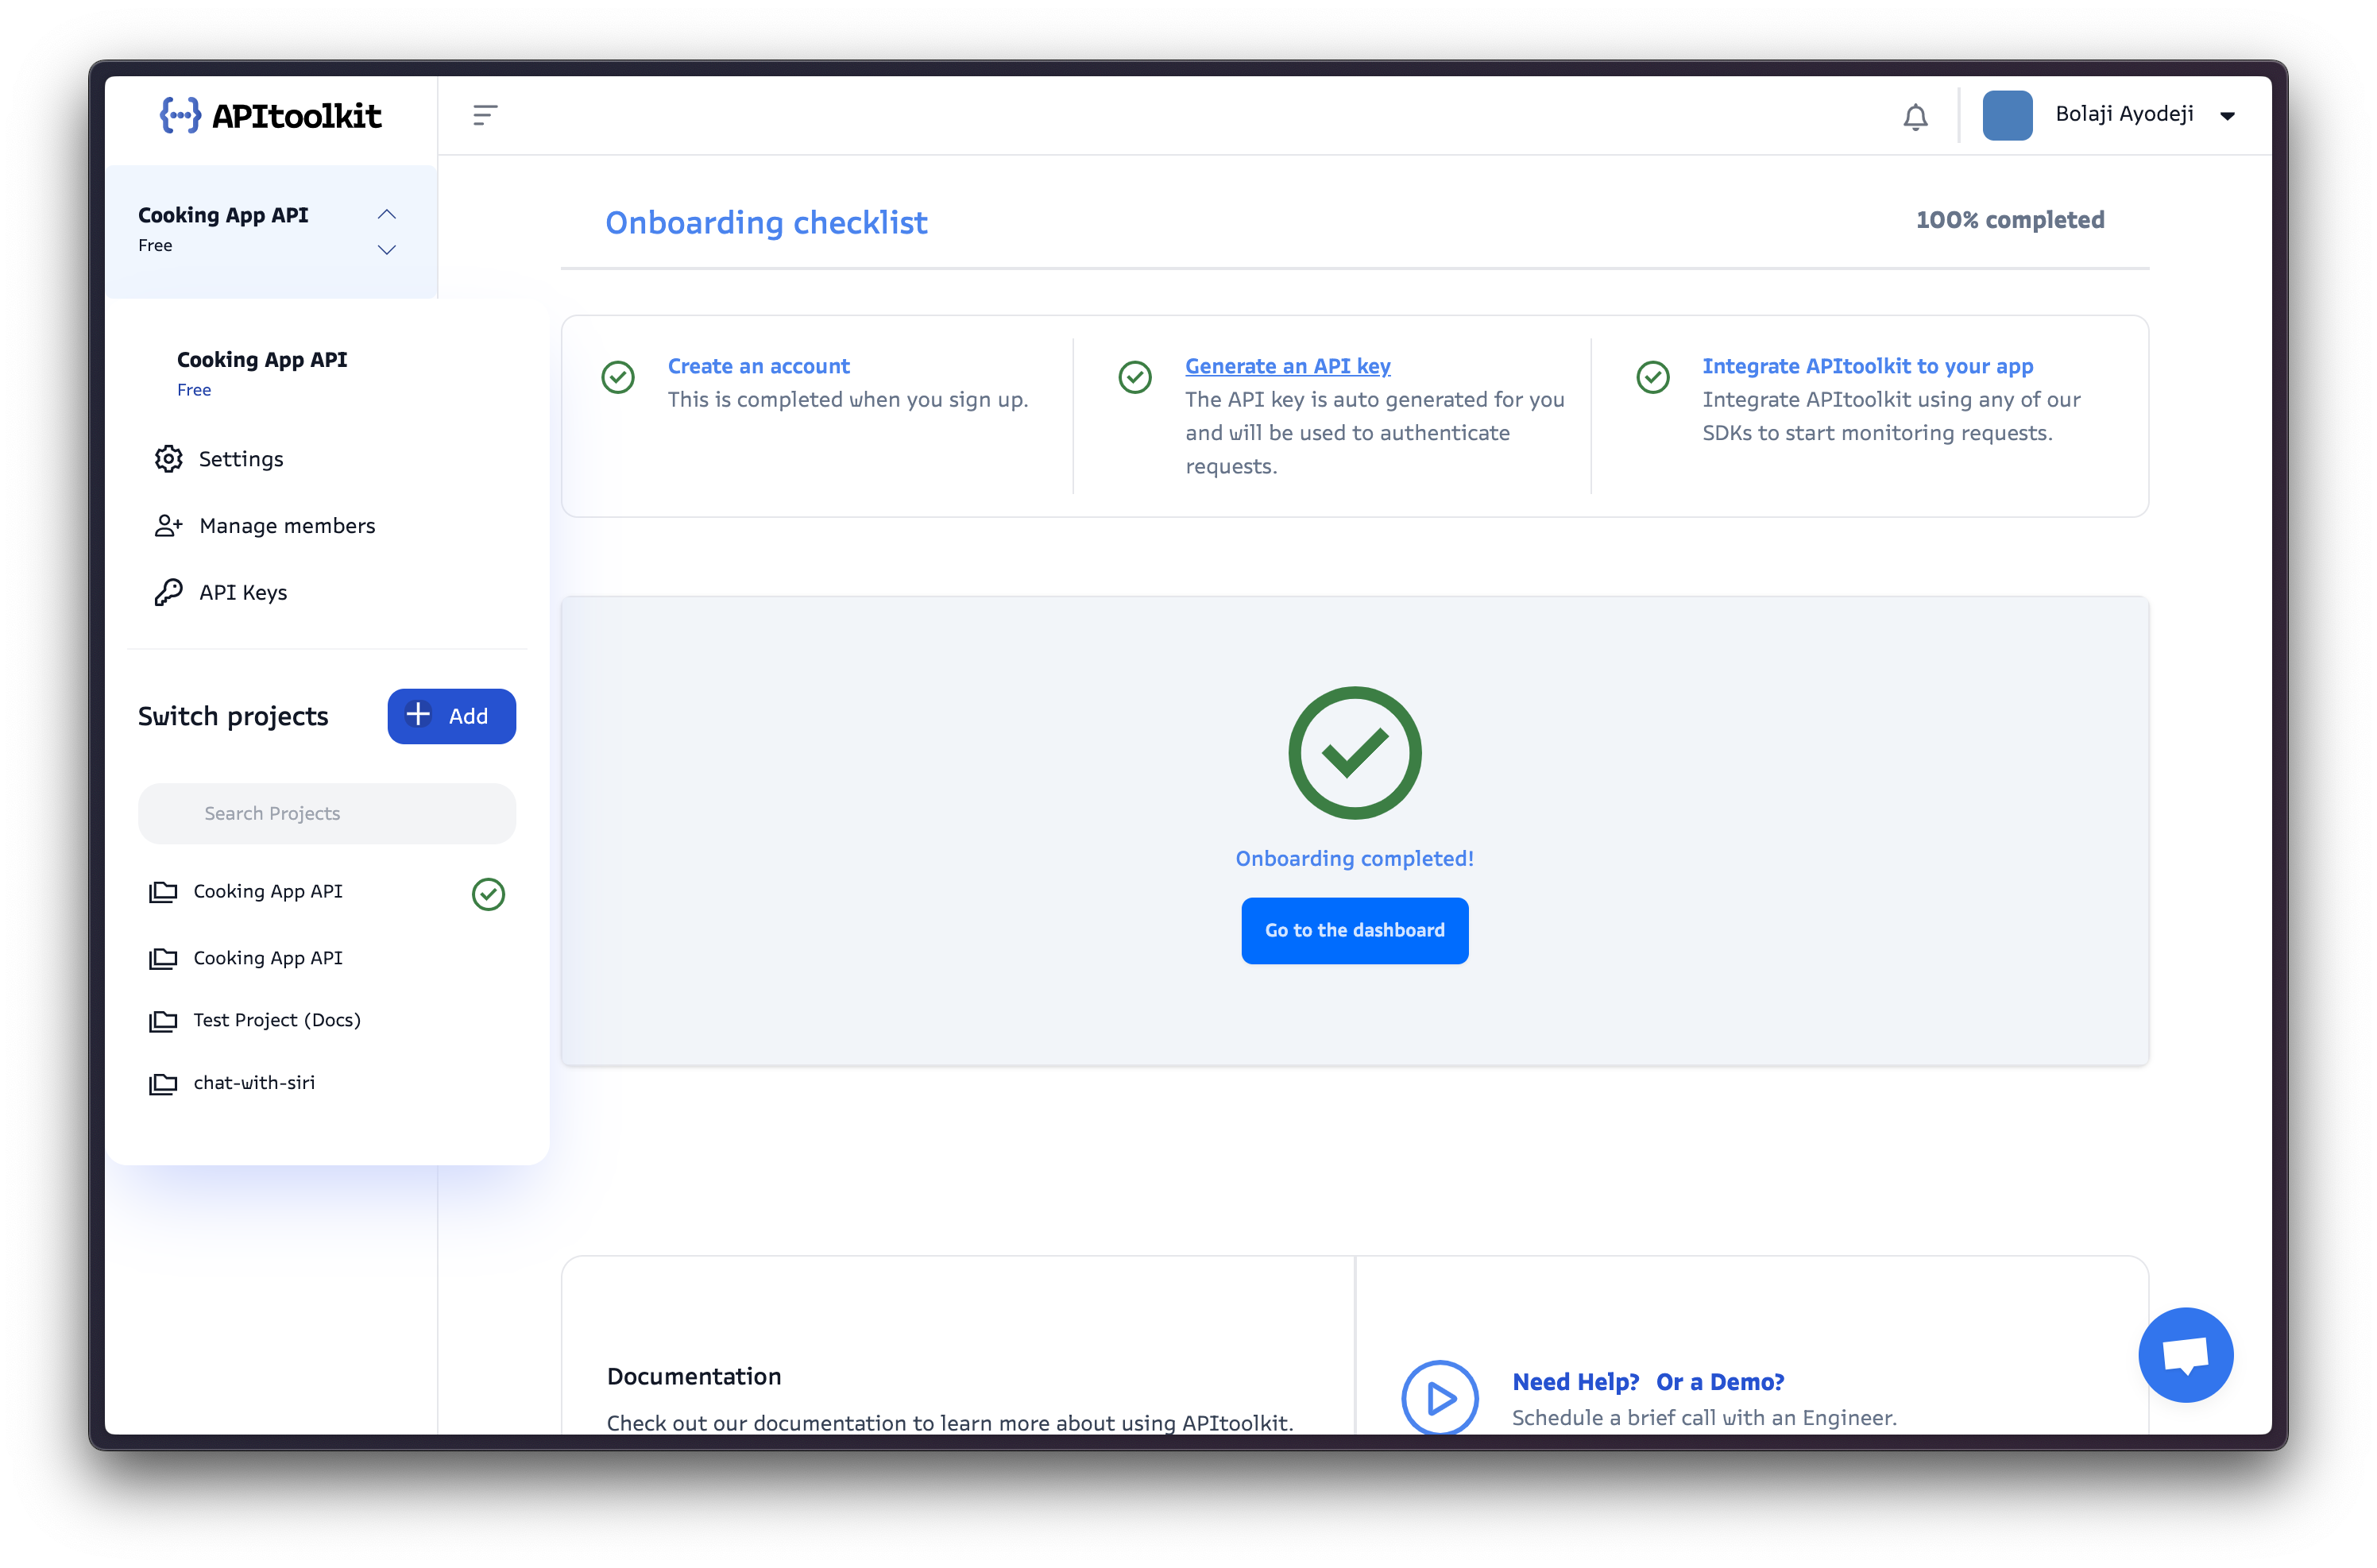 APItoolkit
Bolaji Ayodeji
Cooking App API
Free
Cooking App API
Free
Settings
Manage members
API Keys
Switch projects
Add
Search Projects
Cooking App API
Cooking App API
Test Project (Docs)
chat-with-siri
Onboarding checklist
100% completed
Create an account
This is completed when you sign up.
Generate an API key
The API key is auto generated for you
and will be used to authenticate
requests.
Integrate APItoolkit to your app
Integrate APItoolkit using any of our
SDKs to start monitoring requests.
Onboarding completed!
Go to the dashboard
Documentation
Check out our documentation to learn more about using APItoolkit.
Need Help? Or a Demo?
Schedule a brief call with an Engineer.